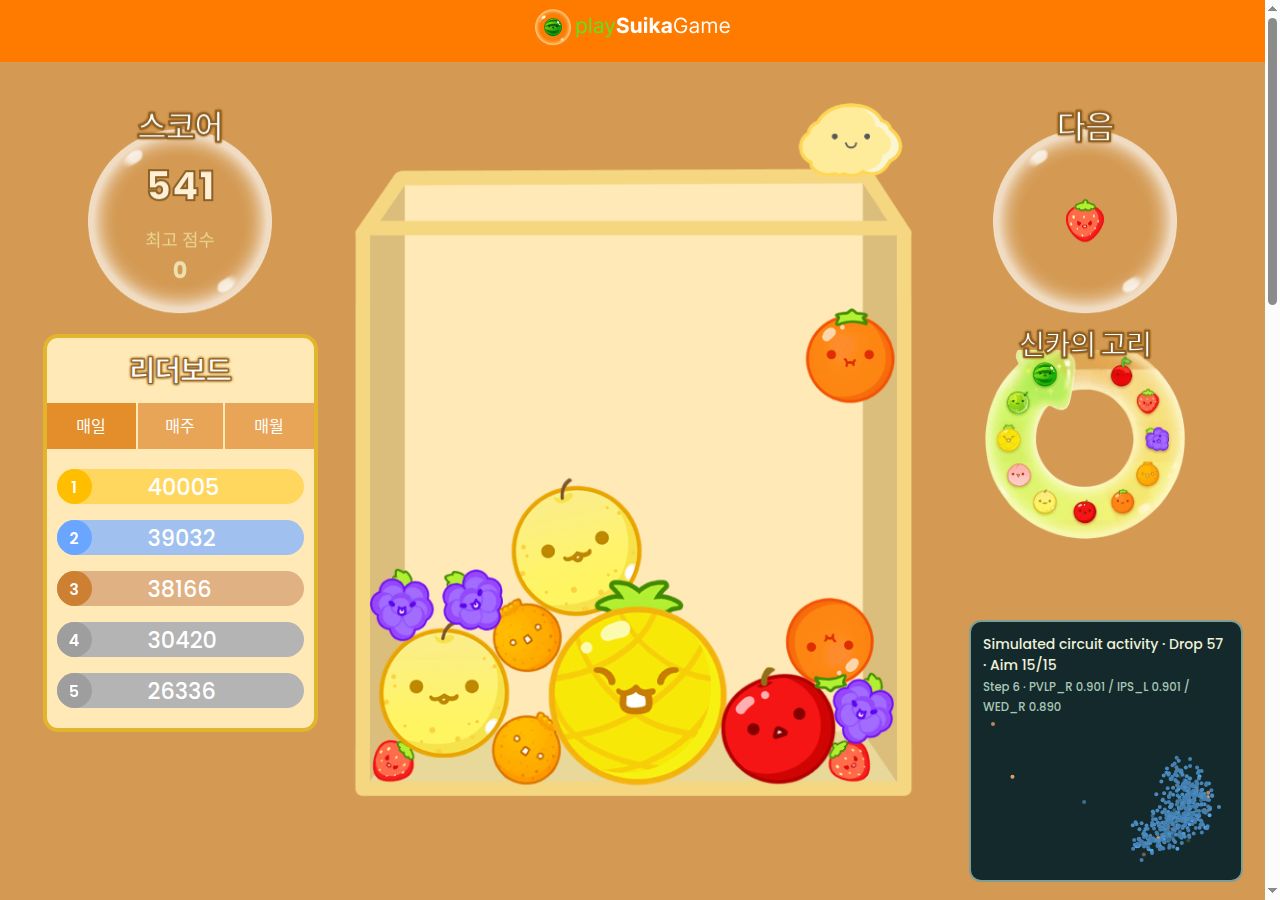 playSuikaGame
스코어
541
최고 점수
0
다음
신카의 고리
리더보드
매일 매주 매월
1 40005
2 39032
3 38166
4 30420
5 26336
Simulated circuit activity · Drop 57
· Aim 15/15
Step 6 · PVLP_R 0.901 / IPS_L 0.901 /
WED_R 0.890